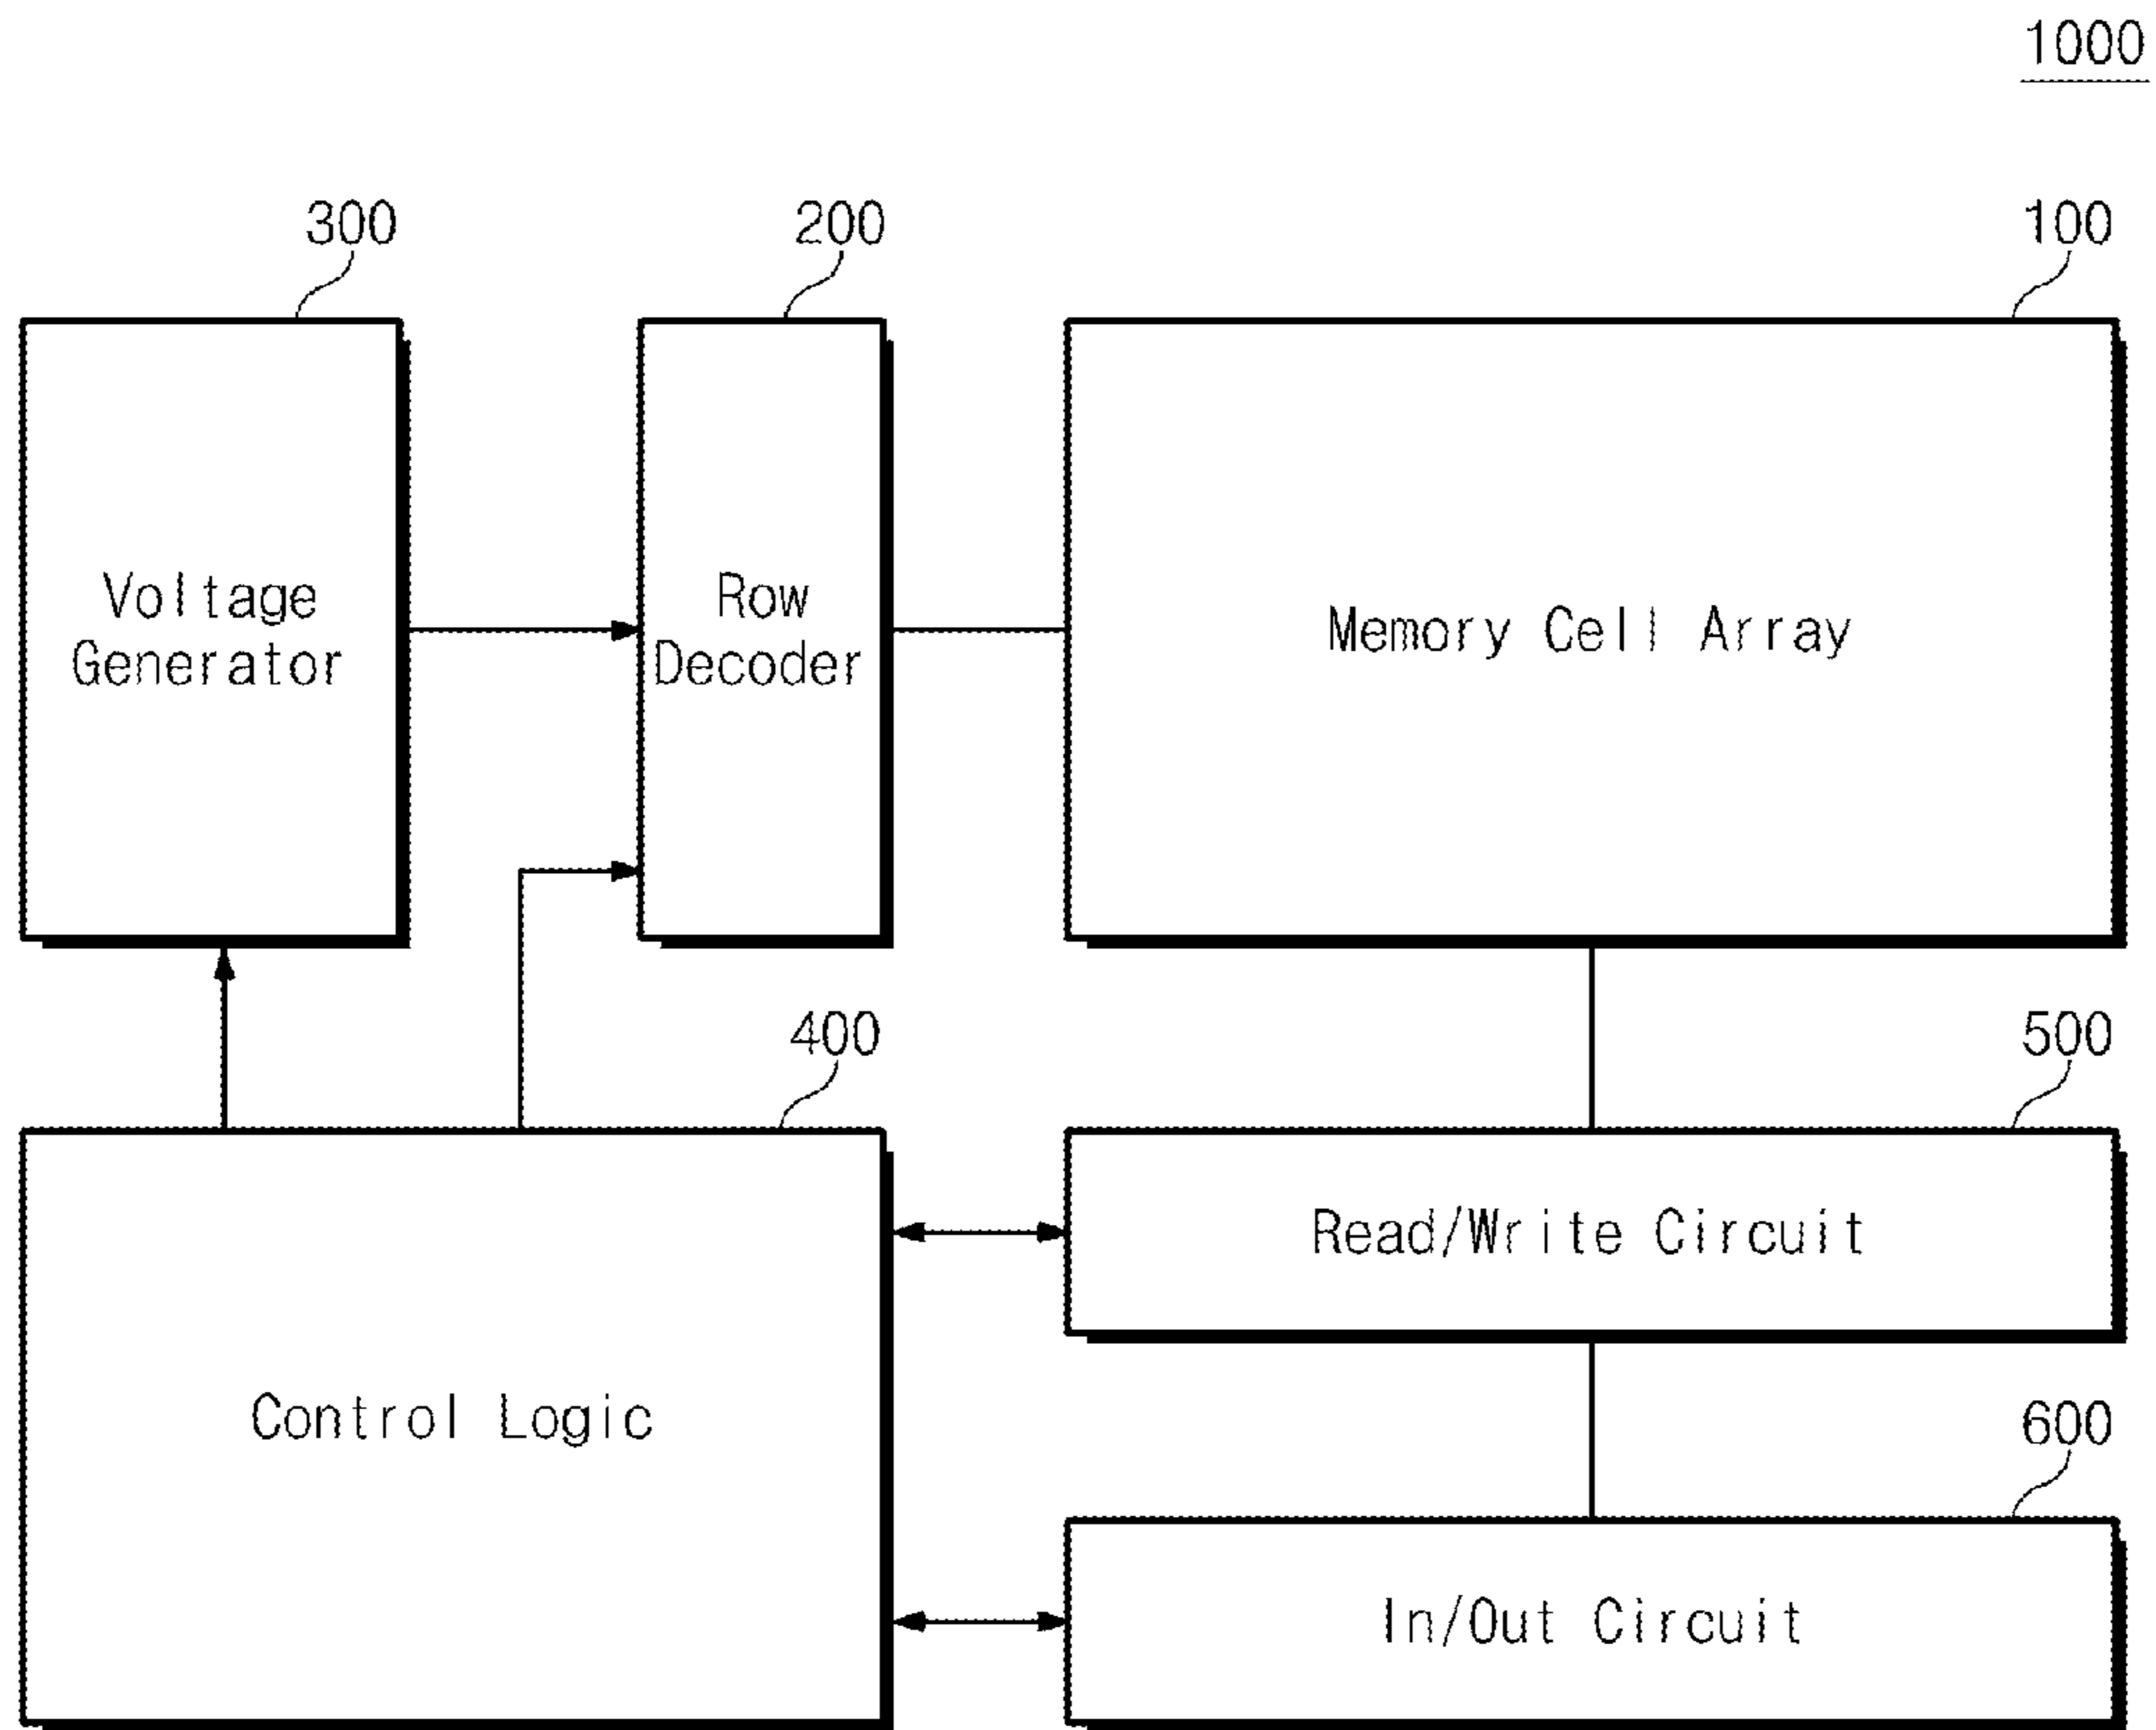 1000
300
200
100
Voltage
Generator
Row
Decoder
Memory Cell Array
400
500
Control Logic
Read/Write Circuit
600
In/Out Circuit